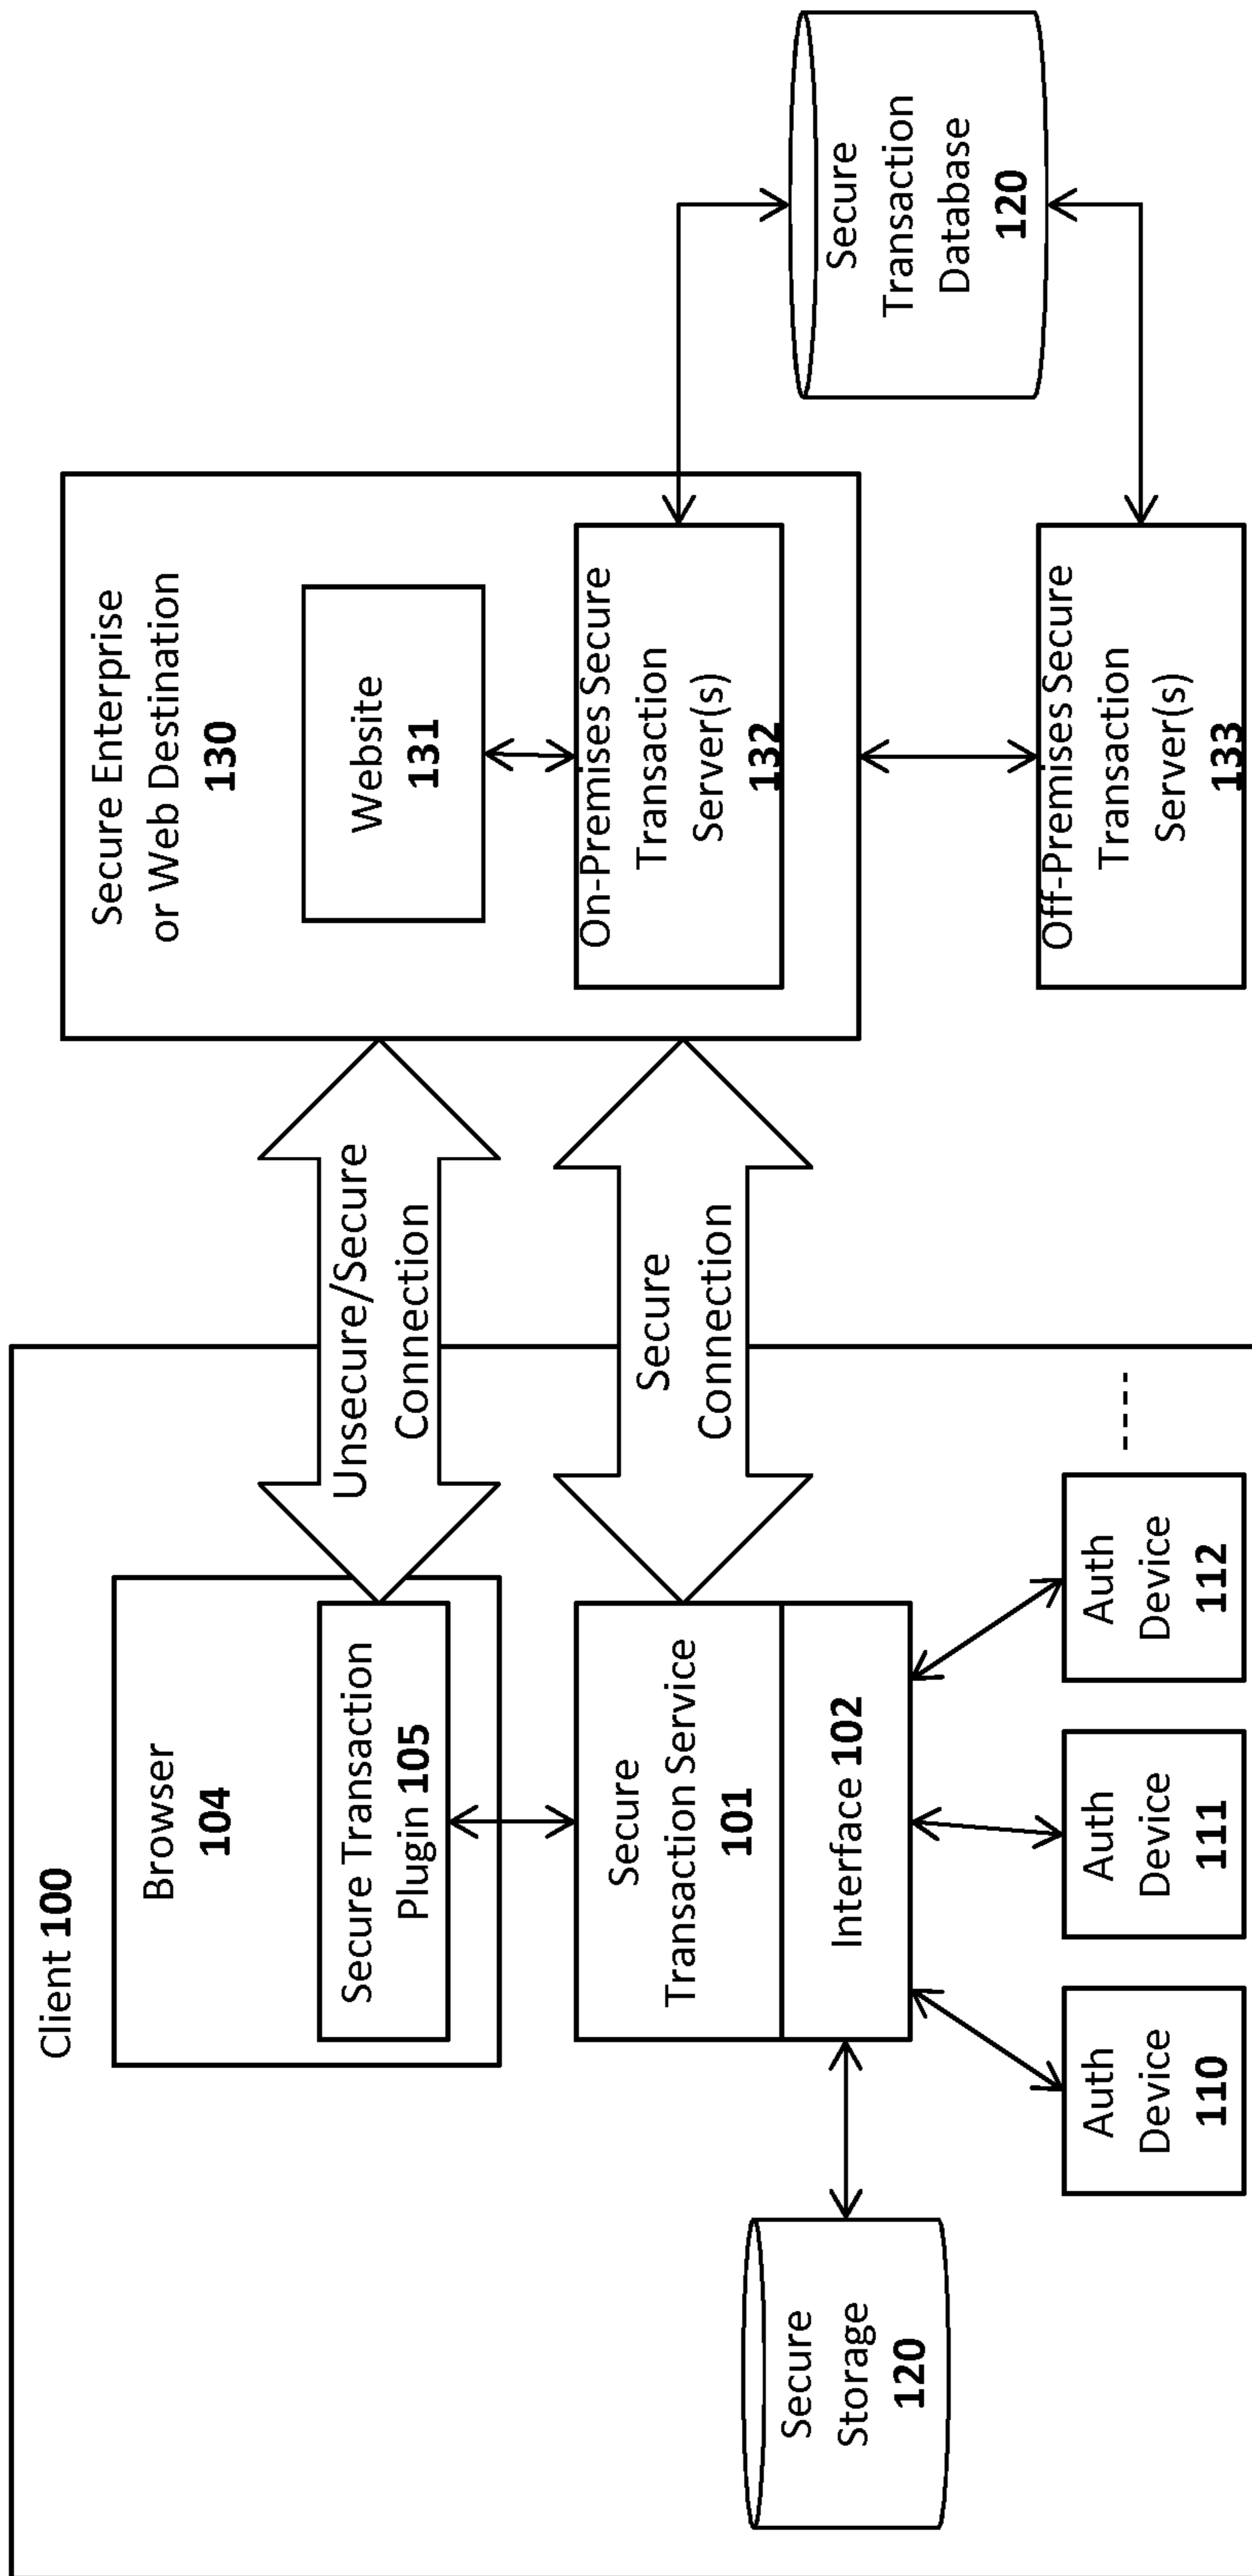 Client 100
Browser
104
Secure Transaction
Plugin 105
Secure
Transaction Service
101
Interface 102
Secure
Storage
120
Auth
Device
110
Auth
Device
111
Auth
Device
112
Unsecure/Secure
Connection
Secure
Connection
Secure Enterprise
or Web Destination
130
Website
131
On-Premises Secure
Transaction
Server(s)
132
Off-Premises Secure
Transaction
Server(s)
133
Secure
Transaction
Database
120